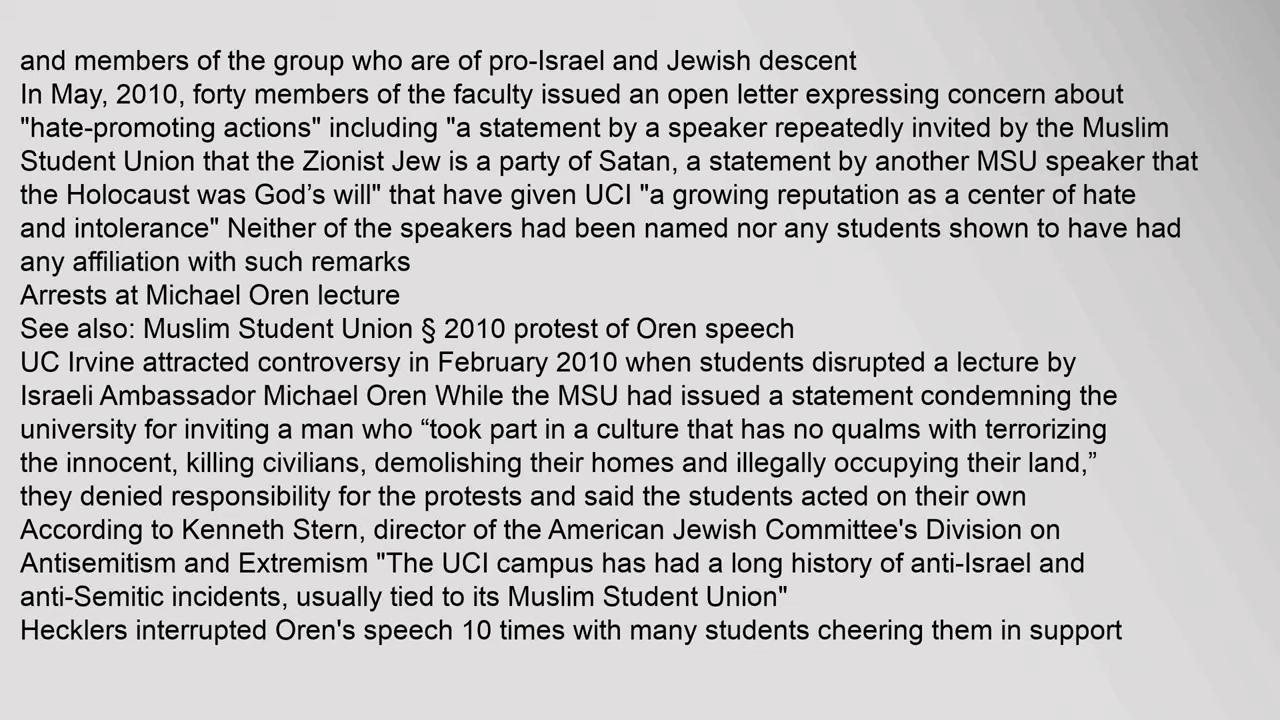 and members of the group who are of pro-Israel and Jewish descent
In May, 2010, forty members of the faculty issued an open letter expressing concern about
"hate-promoting actions" including "a statement by a speaker repeatedly invited by the Muslim
Student Union that the Zionist Jew is a party of Satan, a statement by another MSU speaker that
the Holocaust was God’s will" that have given UCI "a growing reputation as a center of hate
and intolerance" Neither of the speakers had been named nor any students shown to have had
any affiliation with such remarks
Arrests at Michael Oren lecture
See also: Muslim Student Union § 2010 protest of Oren speech
UC Irvine attracted controversy in February 2010 when students disrupted a lecture by
Israeli Ambassador Michael Oren While the MSU had issued a statement condemning the
university for inviting a man who “took part in a culture that has no qualms with terrorizing
the innocent, killing civilians, demolishing their homes and illegally occupying their land,”
they denied responsibility for the protests and said the students acted on their own
According to Kenneth Stern, director of the American Jewish Committee's Division on
Antisemitism and Extremism "The UCI campus has had a long history of anti-Israel and
anti-Semitic incidents, usually tied to its Muslim Student Union"
Hecklers interrupted Oren's speech 10 times with many students cheering them in support